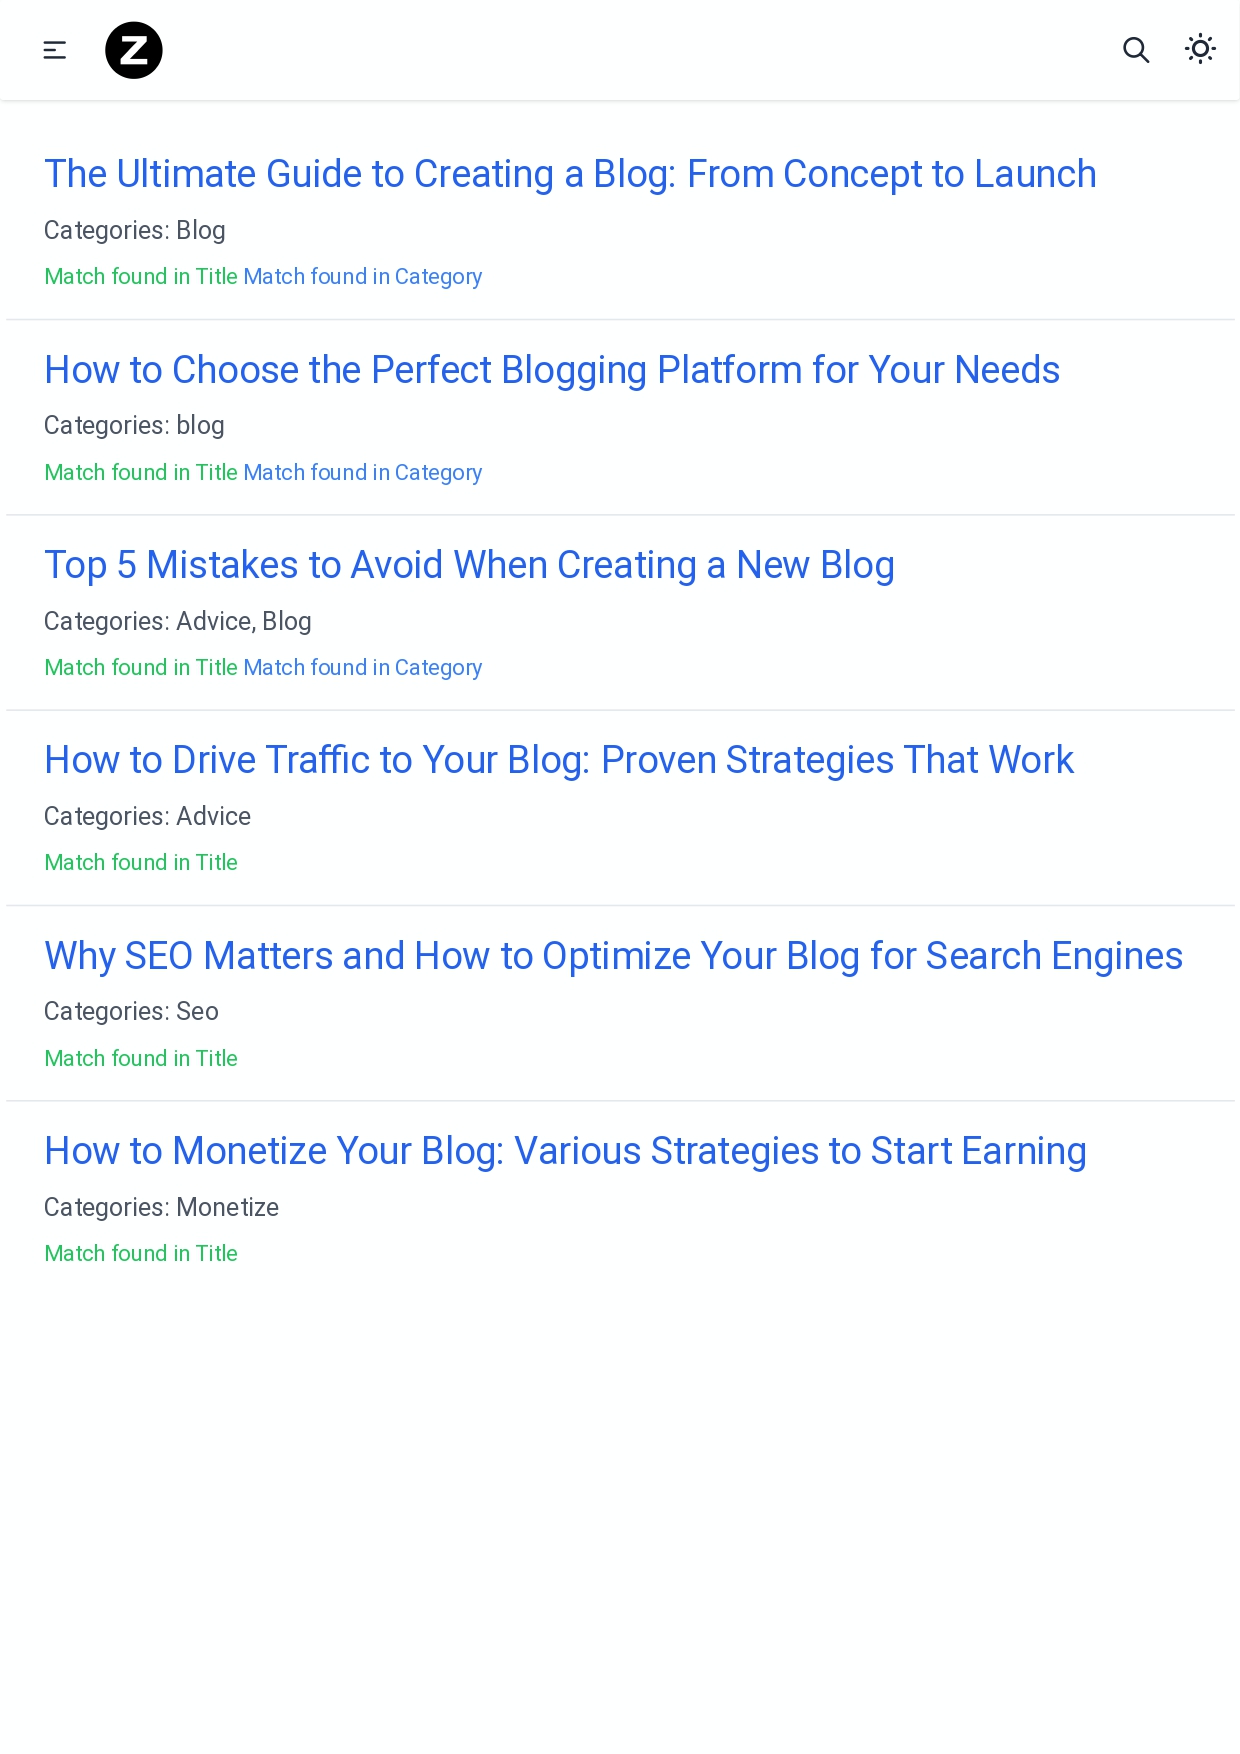 Z
The Ultimate Guide to Creating a Blog: From Concept to Launch
Categories: Blog
Match found in Title Match found in Category
How to Choose the Perfect Blogging Platform for Your Needs
Categories: blog
Match found in Title Match found in Category
Top 5 Mistakes to Avoid When Creating a New Blog
Categories: Advice, Blog
Match found in Title Match found in Category
How to Drive Traffic to Your Blog: Proven Strategies That Work
Categories: Advice
Match found in Title
Why SEO Matters and How to Optimize Your Blog for Search Engines
Categories: Seo
Match found in Title
How to Monetize Your Blog: Various Strategies to Start Earning
Categories: Monetize
Match found in Title